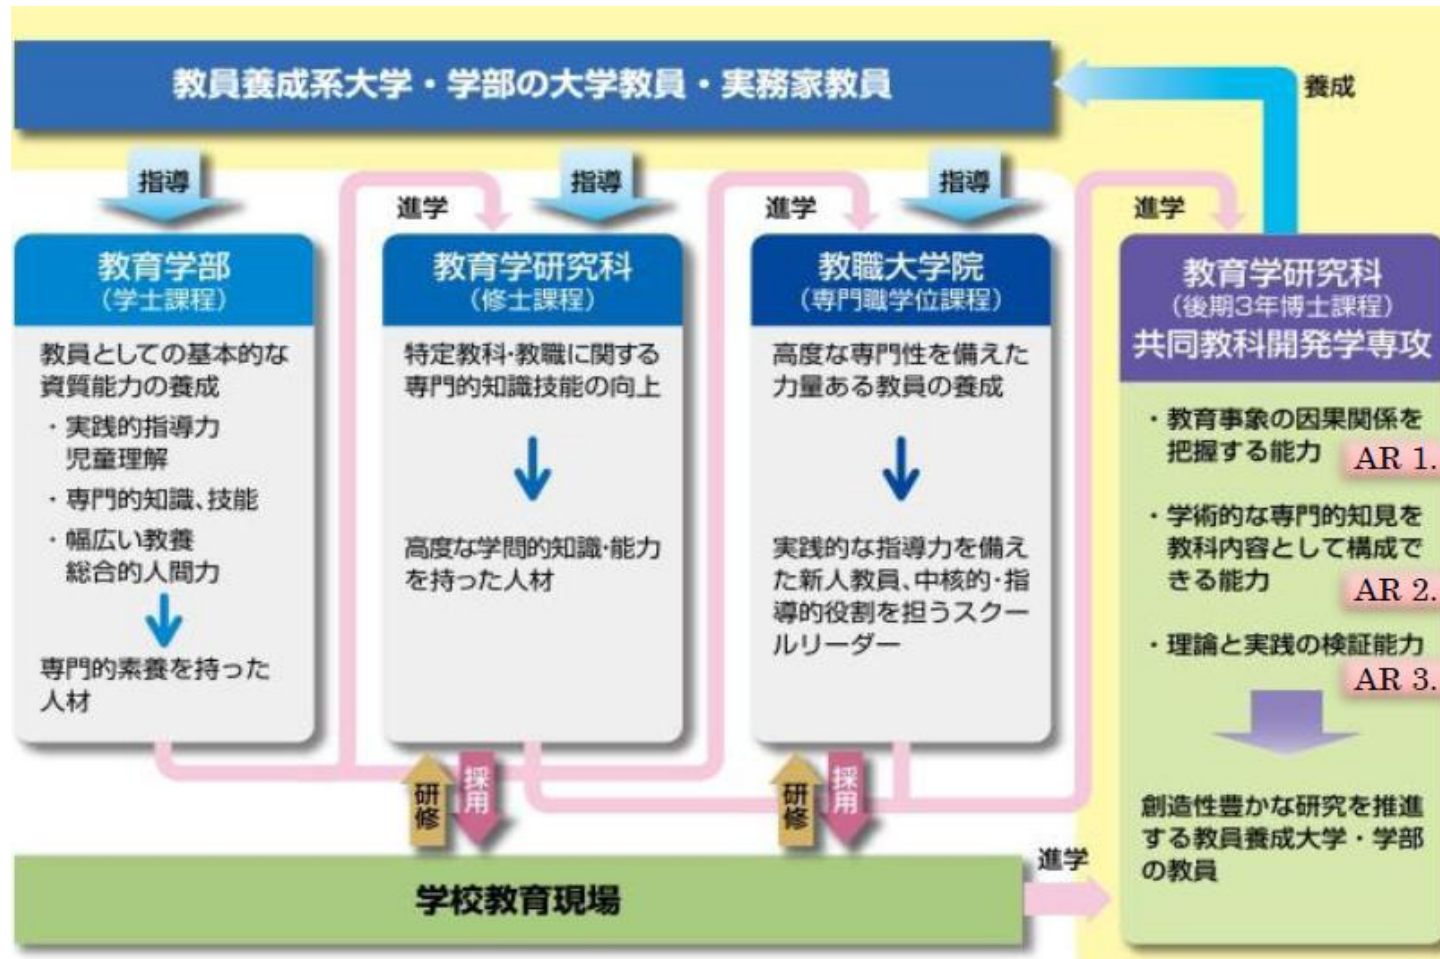 教員養成系大学・学部の大学教員・実務家教員
養成
指導
進学
指導
進学
指導
進学
教育学部
（学士課程）
教員としての基本的な
資質能力の養成
・実践的指導力
児童理解
・専門的知識、技能
・幅広い教養
総合的人間力
専門的素養を持った
人材
教育学研究科
（修士課程）
特定教科・教職に関する
専門的知識技能の向上
高度な学問的知識・能力
を持った人材
教職大学院
（専門職学位課程）
高度な専門性を備えた
力量ある教員の養成
実践的な指導力を備え
た新人教員、中核的・指
導的役割を担うスクー
ルリーダー
教育学研究科
（後期3年博士課程）
共同教科開発学専攻
・教育事象の因果関係を
把握する能力
AR 1.
・学術的な専門的知見を
教科内容として構成で
きる能力
AR 2.
・理論と実践の検証能力
AR 3.
創造性豊かな研究を推進
する教員養成大学・学部
の教員
研修
採用
研修
採用
学校教育現場
進学